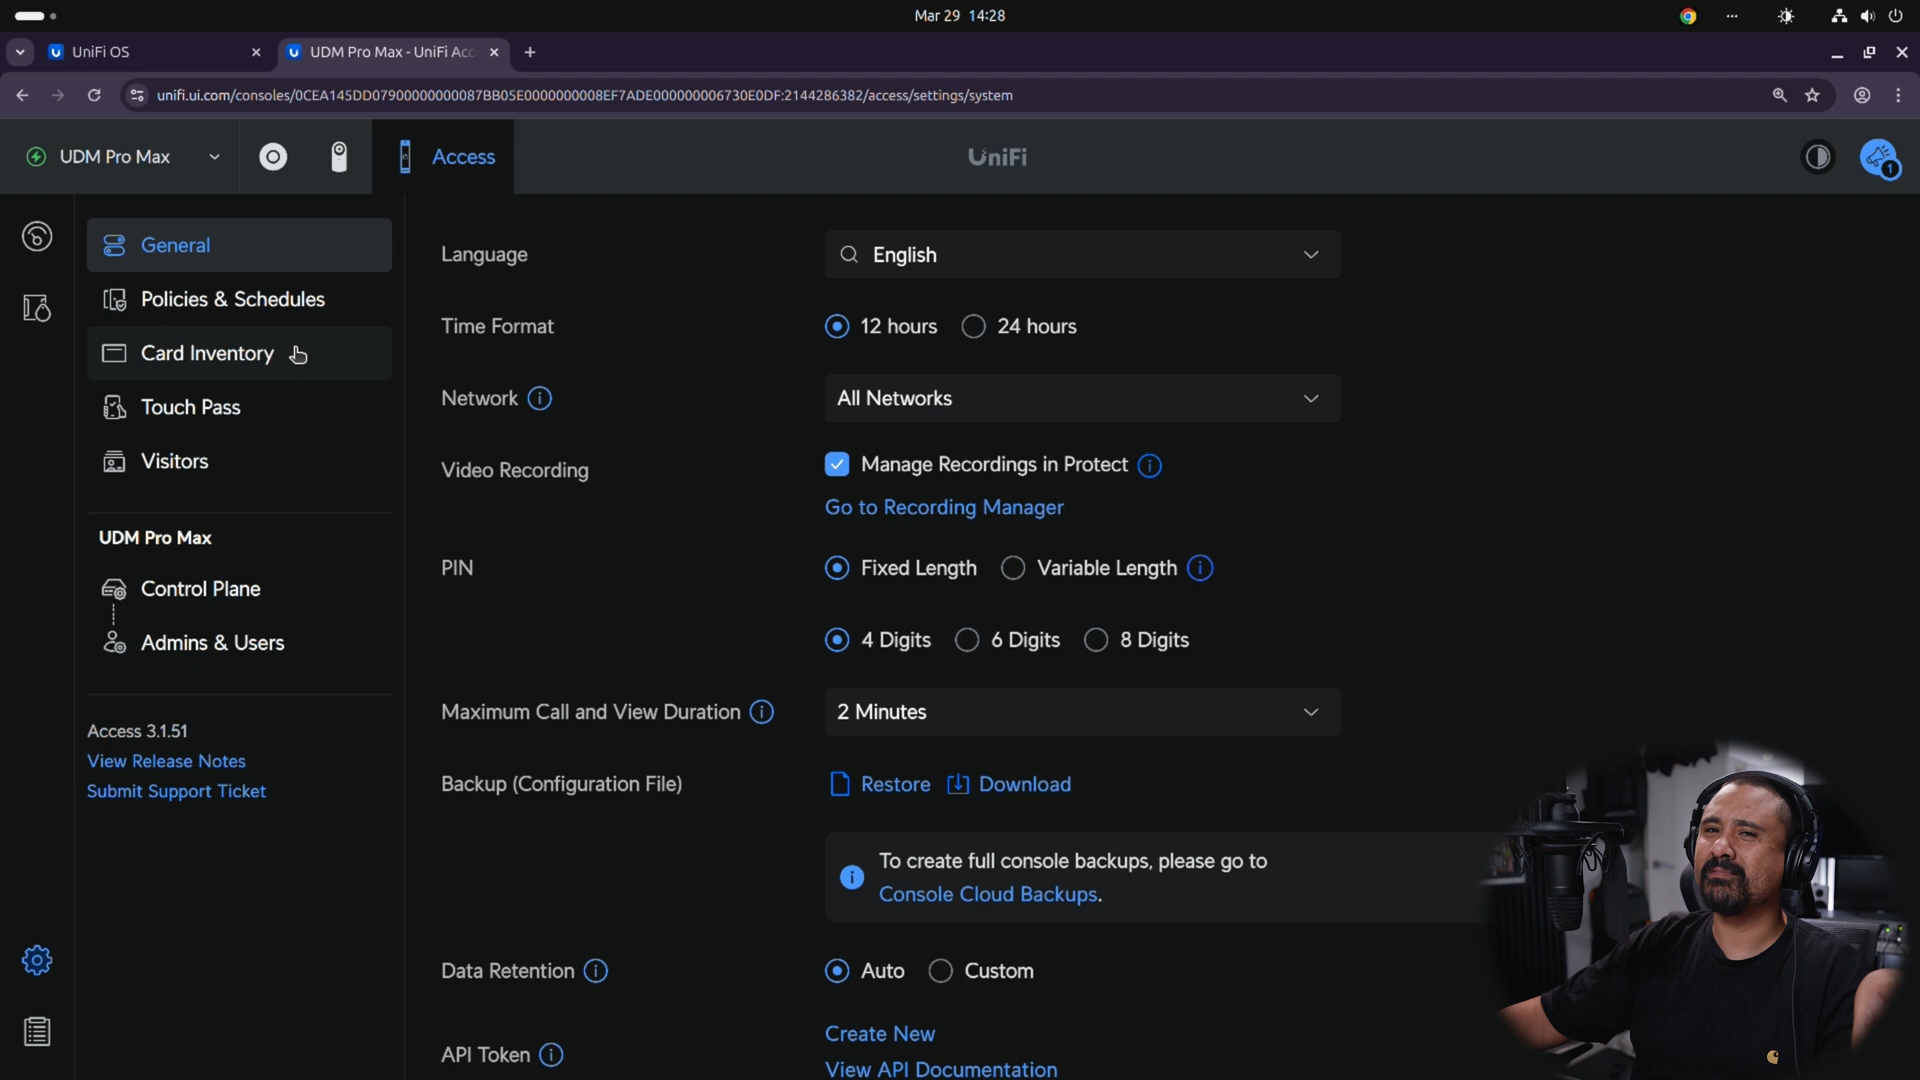 Mar 29 14:28
UniFi OS
UDM Pro Max - UniFi Acc
unifi.ui.com/consoles/0CEA145DD07900000000087BB05E0000000008EF7ADE000000006730E0DF:2144286382/access/settings/system
UDM Pro Max
Access
UniFi
1
General
Policies & Schedules
Card Inventory
Touch Pass
Visitors
UDM Pro Max
Control Plane
Admins & Users
Access 3.1.51
View Release Notes
Submit Support Ticket
Language
English
Time Format
12 hours
24 hours
Network
All Networks
Video Recording
Manage Recordings in Protect
Go to Recording Manager
PIN
Fixed Length
Variable Length
4 Digits
6 Digits
8 Digits
Maximum Call and View Duration
2 Minutes
Backup (Configuration File)
Restore
Download
To create full console backups, please go to
Console Cloud Backups.
Data Retention
Auto
Custom
API Token
Create New
View API Documentation